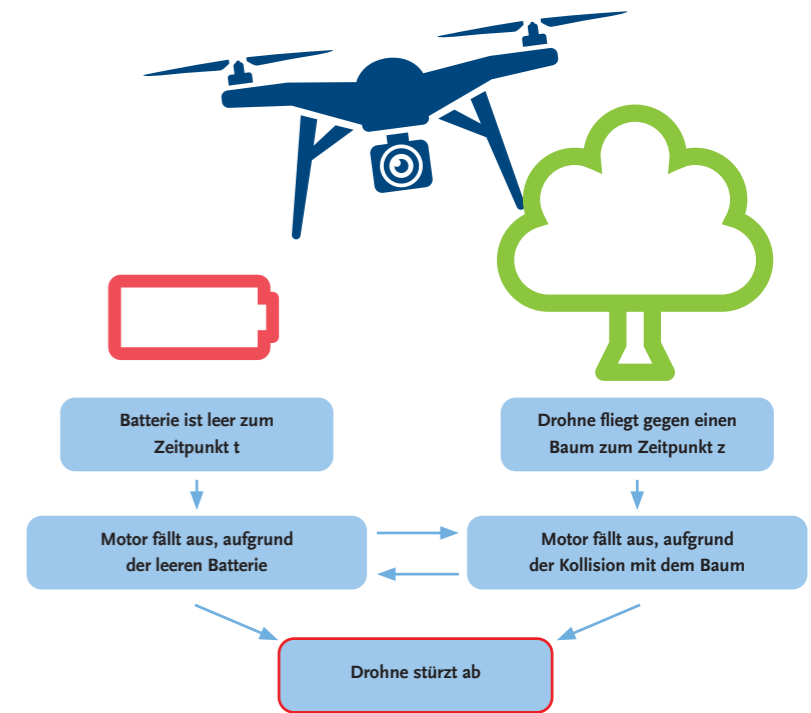 Batterie ist leer zum
Zeitpunkt t
Drohne fliegt gegen einen
Baum zum Zeitpunkt z
Motor fällt aus, aufgrund
der leeren Batterie
Motor fällt aus, aufgrund
der Kollision mit dem Baum
Drohne stürzt ab